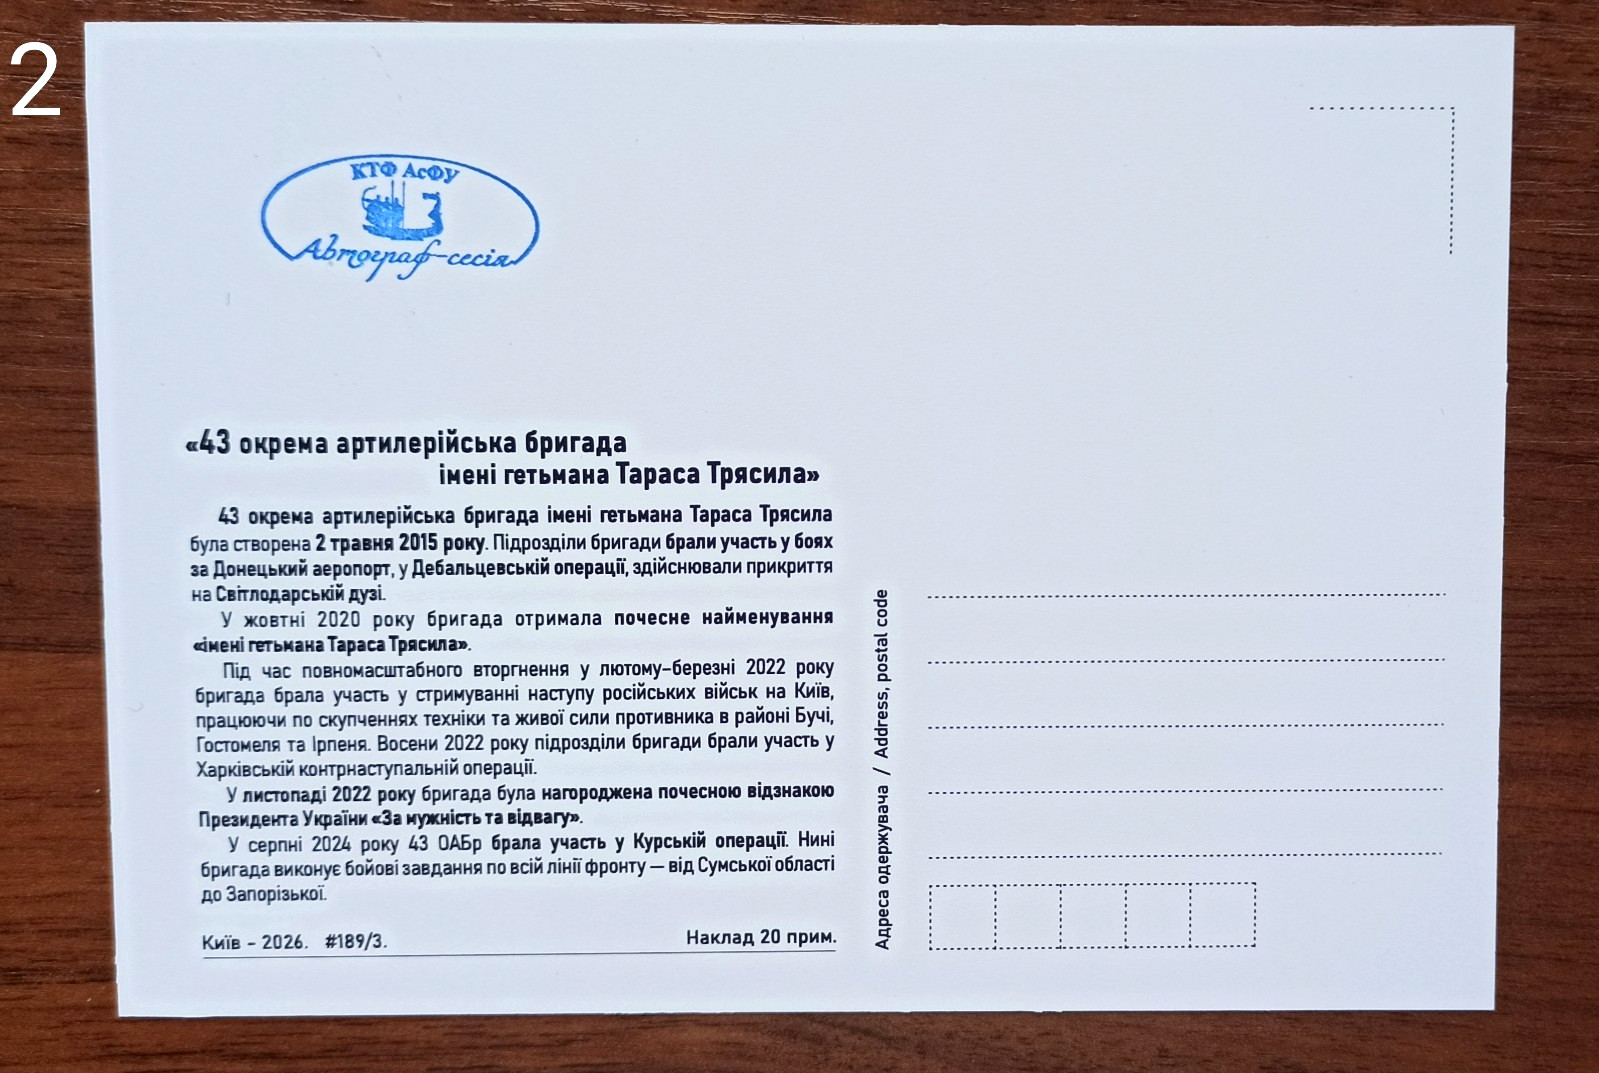 2
КТФ АсФУ
Автограф-сесія
«43 окрема артилерійська бригада
імені гетьмана Тараса Трясила»
43 окрема артилерійська бригада імені гетьмана Тараса Трясила
була створена 2 травня 2015 року. Підрозділи бригади брали участь у боях
за Донецький аеропорт, у Дебальцевській операції, здійснювали прикриття
на Світлодарській дузі.
У жовтні 2020 року бригада отримала почесне найменування
«імені гетьмана Тараса Трясила».
Під час повномасштабного вторгнення у лютому–березні 2022 року
бригада брала участь у стримуванні наступу російських військ на Київ,
працюючи по скупченнях техніки та живої сили противника в районі Бучі,
Гостомеля та Ірпеня. Восени 2022 року підрозділи бригади брали участь у
Харківській контрнаступальній операції.
У листопаді 2022 року бригада була нагороджена почесною відзнакою
Президента України «За мужність та відвагу».
У серпні 2024 року 43 ОАБр брала участь у Курській операції. Нині
бригада виконує бойові завдання по всій лінії фронту — від Сумської області
до Запорізької.
Київ – 2026. #189/3.
Наклад 20 прим.
Адреса одержувача / Address, postal code